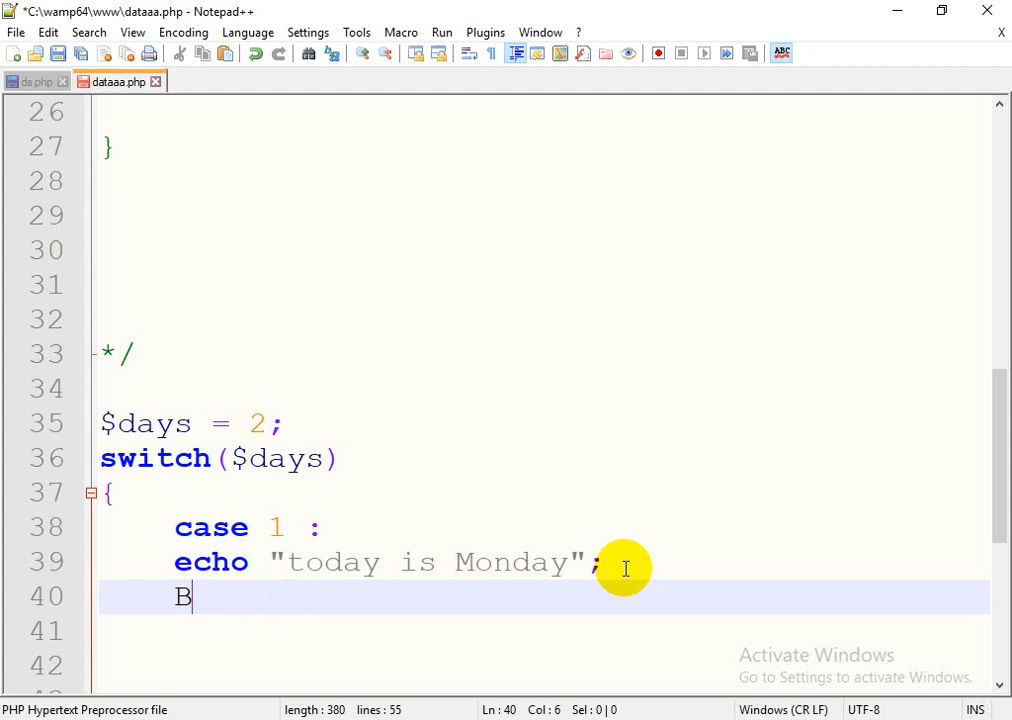 *C:\wamp64\www\dataaa.php - Notepad++
File Edit Search View Encoding Language Settings Tools Macro Run Plugins Window ? X
ABC
ds.php dataaa.php
26
27 }
28
29
30
31
32
33 */
34
35 $days = 2;
36 switch($days)
37 {
38 case 1 :
39 echo "today is Monday";
40 B
41
42
Activate Windows
Go to Settings to activate Windows.
PHP Hypertext Preprocessor file length : 380 lines : 55 Ln : 40 Col : 6 Sel : 0 | 0 Windows (CR LF) UTF-8 INS